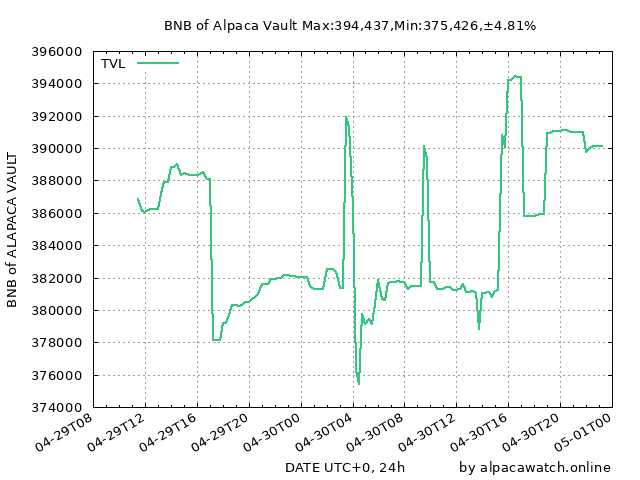 BNB of Alpaca Vault Max:394,437,Min:375,426,±4.81%
396000
TVL
394000
392000
390000
388000
386000
384000
382000
380000
378000
376000
374000
BNB of ALAPACA VAULT
04-29T08
04-29T12
04-29T16
04-29T20
04-30T00
04-30T04
04-30T08
04-30T12
04-30T16
04-30T20
05-01T00
DATE UTC+0, 24h
by alpacawatch.online